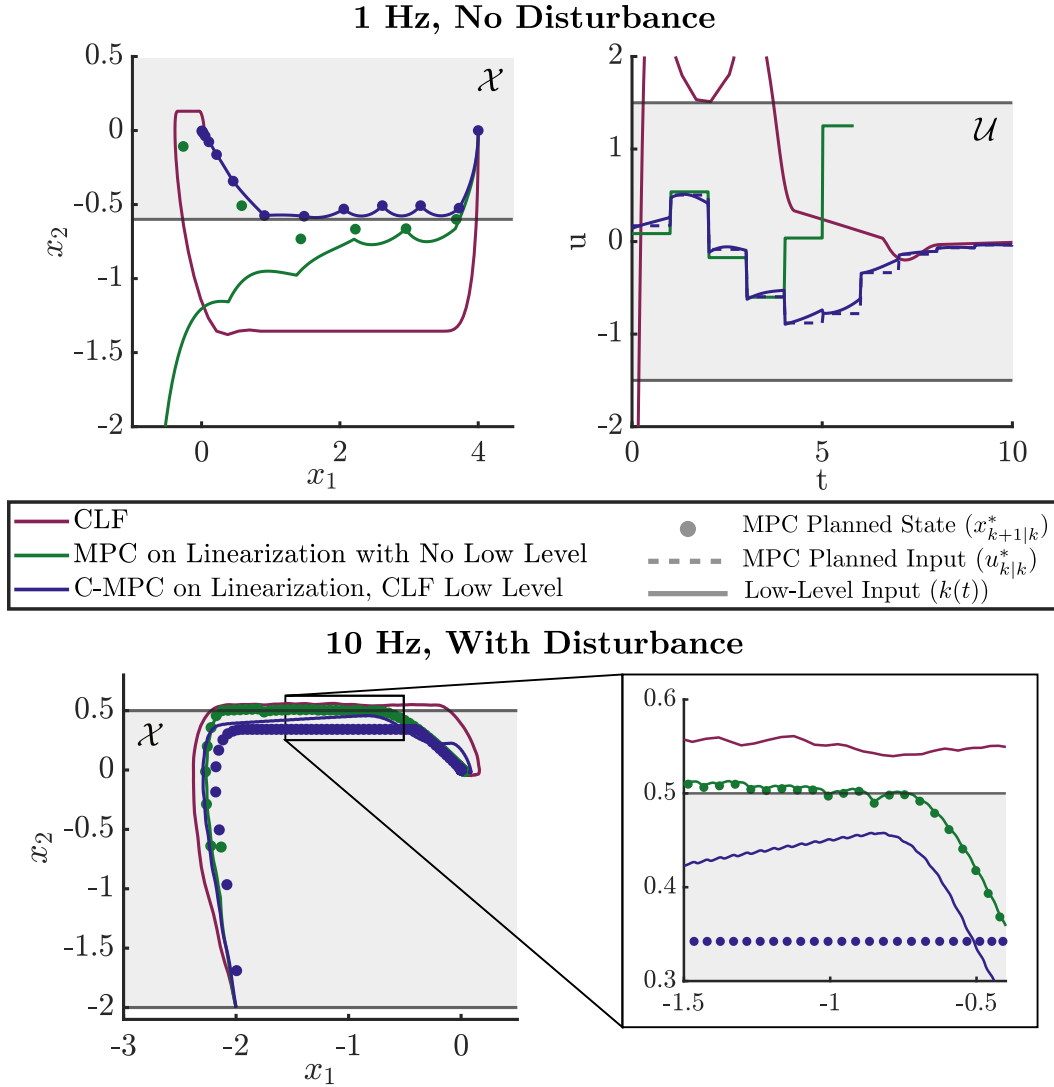 1 Hz, No Disturbance
0.5
0
-0.5
-1
-1.5
-2
x₂
𝒳
0
2
4
x₁
2
1
0
-1
-2
u
𝒰
0
5
10
t
CLF
MPC on Linearization with No Low Level
C-MPC on Linearization, CLF Low Level
MPC Planned State (x*ₖ₊₁|ₖ)
MPC Planned Input (u*ₖ|ₖ)
Low-Level Input (k(t))
10 Hz, With Disturbance
0.5
0
-0.5
-1
-1.5
-2
x₂
𝒳
-3
-2
-1
0
x₁
0.6
0.5
0.4
0.3
-1.5
-1
-0.5